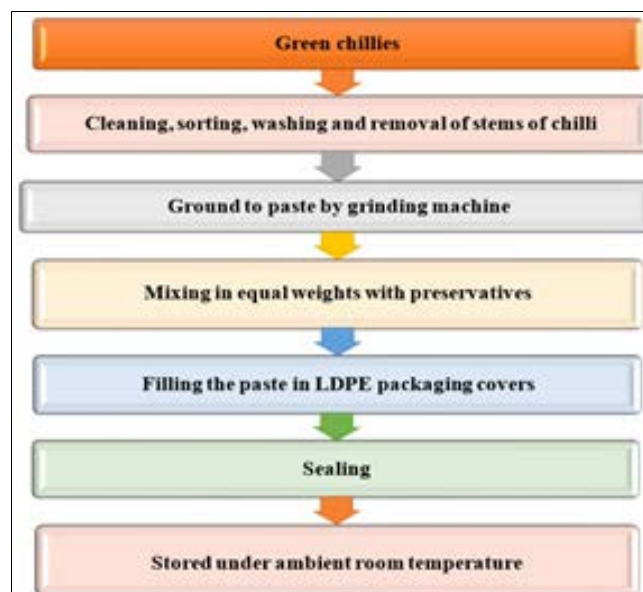 Green chillies
Cleaning, sorting, washing and removal of stems of chilli
Ground to paste by grinding machine
Mixing in equal weights with preservatives
Filling the paste in LDPE packaging covers
Sealing
Stored under ambient room temperature